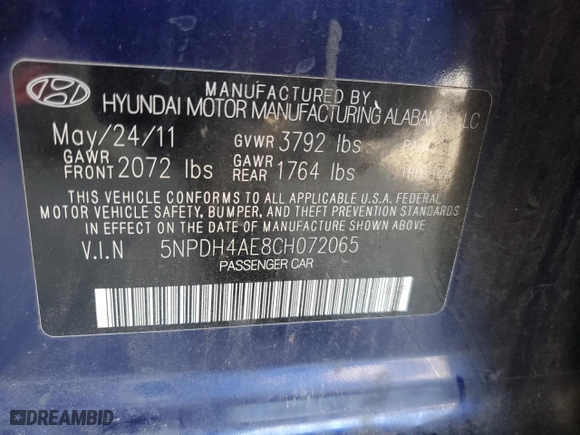 MANUFACTURED BY
HYUNDAI MOTOR MANUFACTURING ALABAMA LLC
May/24/11 GVWR 3792 lbs
GAWR FRONT 2072 lbs GAWR REAR 1764 lbs
THIS VEHICLE CONFORMS TO ALL APPLICABLE U.S.A. FEDERAL
MOTOR VEHICLE SAFETY, BUMPER, AND THEFT PREVENTION STANDARDS
IN EFFECT ON THE DATE OF MANUFACTURE SHOWN ABOVE
V.I.N 5NPDH4AE8CH072065
PASSENGER CAR
DREAMBID